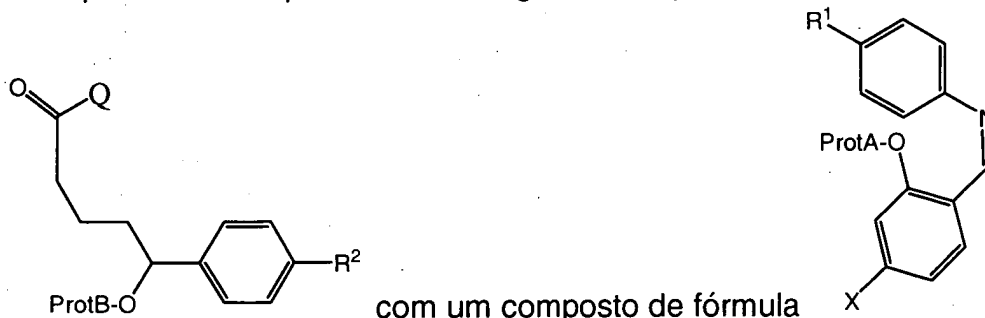 R¹
O
Q
N
ProtA-O
R²
ProtB-O
com um composto de fórmula
X